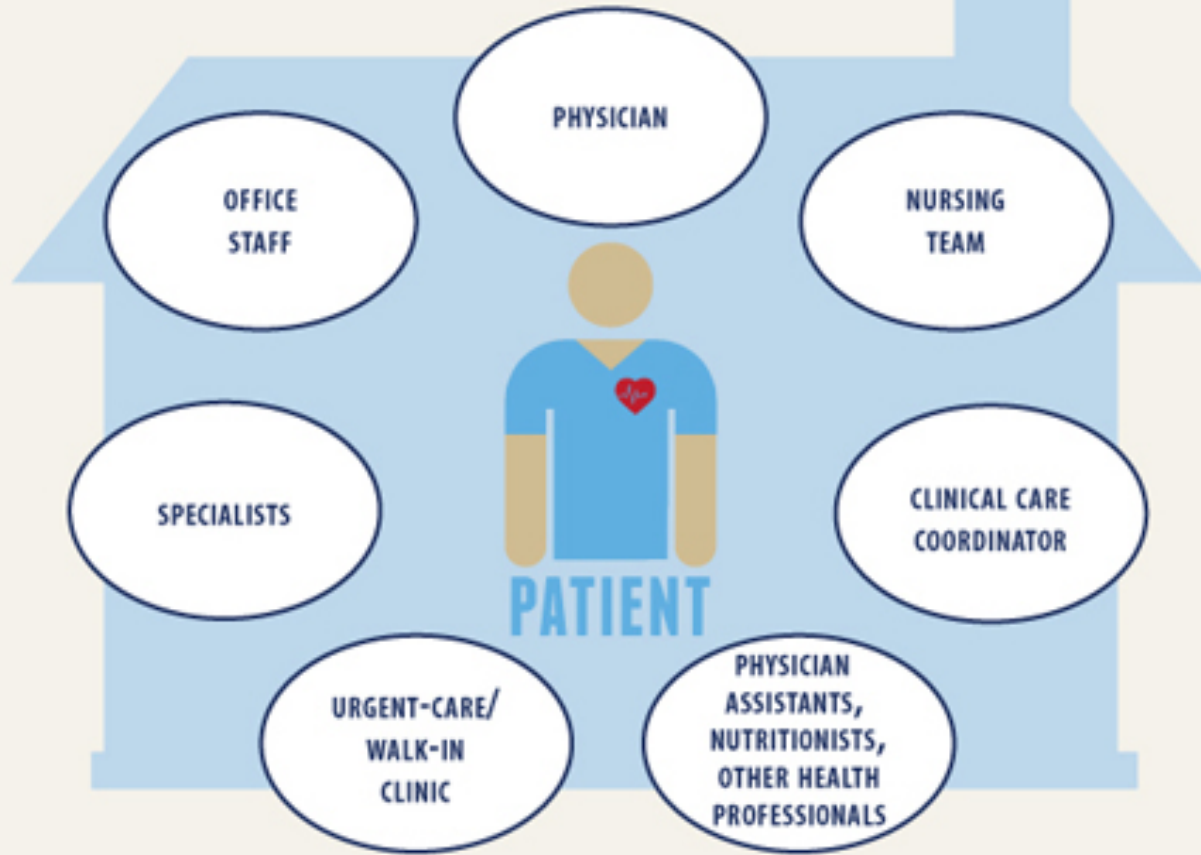 PHYSICIAN
OFFICE
STAFF
NURSING
TEAM
SPECIALISTS
CLINICAL CARE
COORDINATOR
PATIENT
URGENT-CARE/
WALK-IN
CLINIC
PHYSICIAN
ASSISTANTS,
NUTRITIONISTS,
OTHER HEALTH
PROFESSIONALS